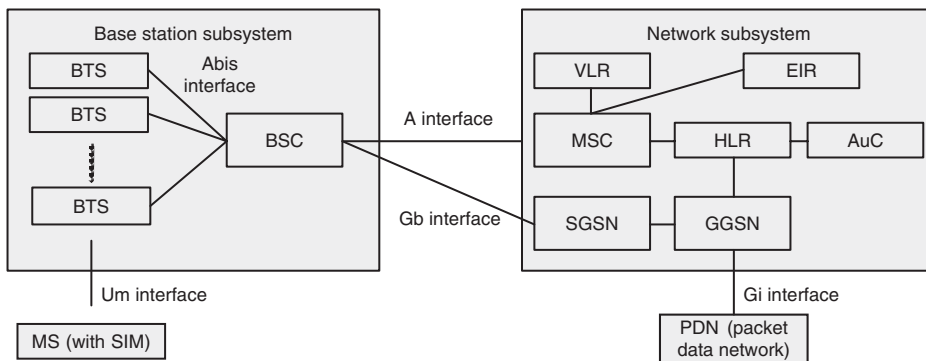 Base station subsystem
BTS
Abis
interface
BTS
BSC
BTS
Um interface
MS (with SIM)
A interface
Gb interface
Network subsystem
VLR
EIR
MSC
HLR
AuC
SGSN
GGSN
Gi interface
PDN (packet
data network)